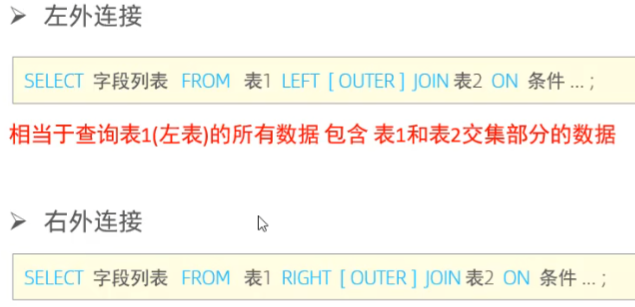 ➢ 左外连接
SELECT 字段列表 FROM 表1 LEFT [ OUTER ] JOIN 表2 ON 条件 ... ;
相当于查询表1(左表)的所有数据 包含 表1和表2交集部分的数据
➢ 右外连接
SELECT 字段列表 FROM 表1 RIGHT [ OUTER ] JOIN 表2 ON 条件 ... ;